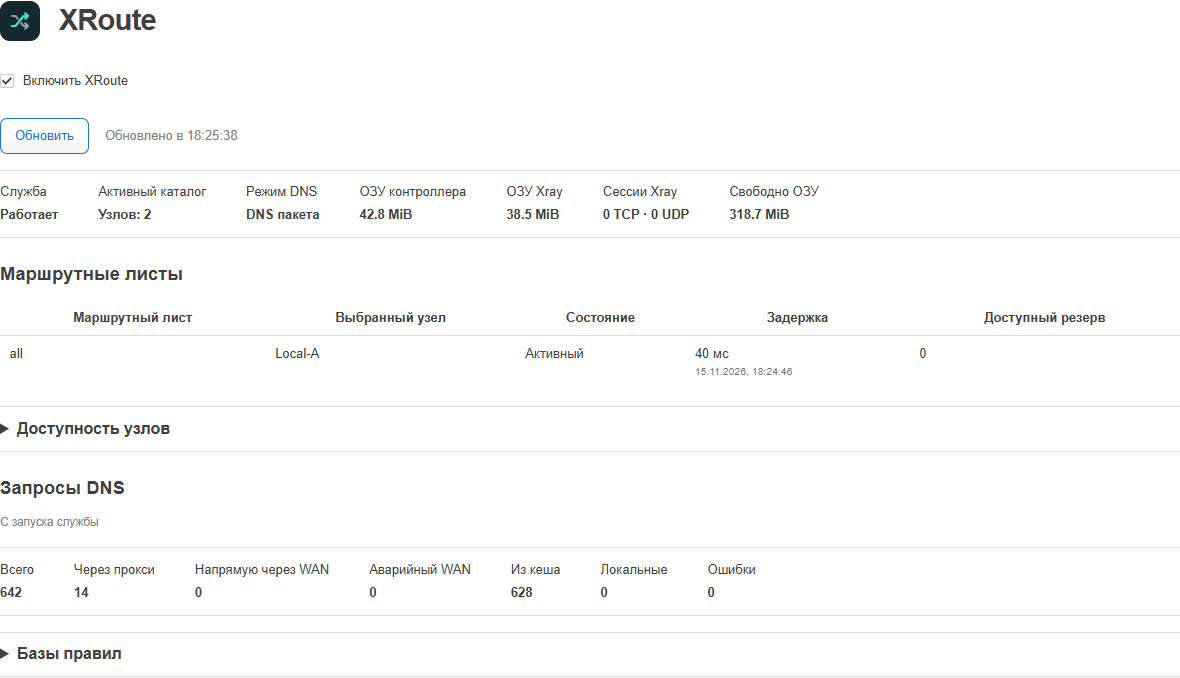 XRoute
Включить XRoute
Обновить Обновлено в 18:25:38
Служба Активный каталог Режим DNS ОЗУ контроллера ОЗУ Xray Сессии Xray Свободно ОЗУ
Работает Узлов: 2 DNS пакета 42.8 MiB 38.5 MiB 0 TCP · 0 UDP 318.7 MiB
Маршрутные листы
Маршрутный лист Выбранный узел Состояние Задержка Доступный резерв
all Local-A Активный 40 мс 0
15.11.2026, 18:24:46
Доступность узлов
Запросы DNS
С запуска службы
Всего Через прокси Напрямую через WAN Аварийный WAN Из кеша Локальные Ошибки
642 14 0 0 628 0 0
Базы правил